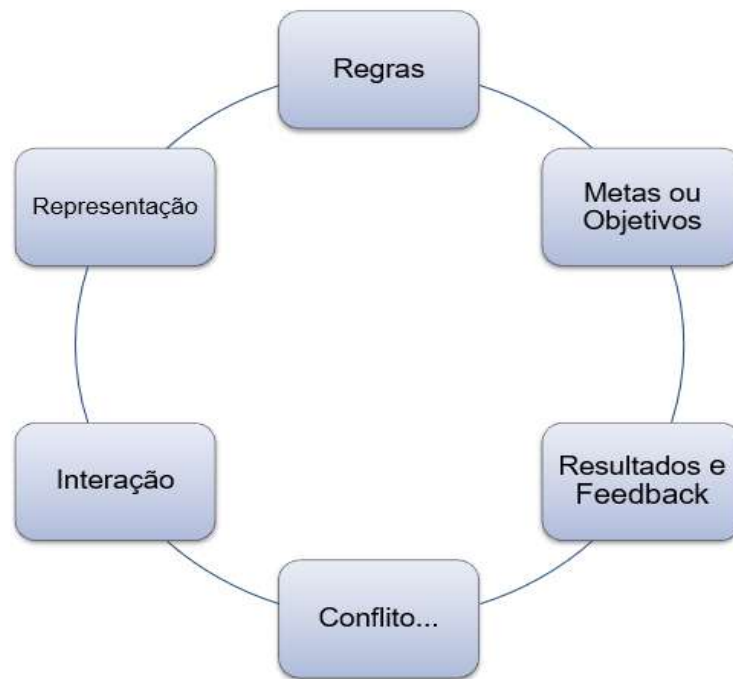 Regras
Metas ou
Objetivos
Resultados e
Feedback
Conflito...
Interação
Representação